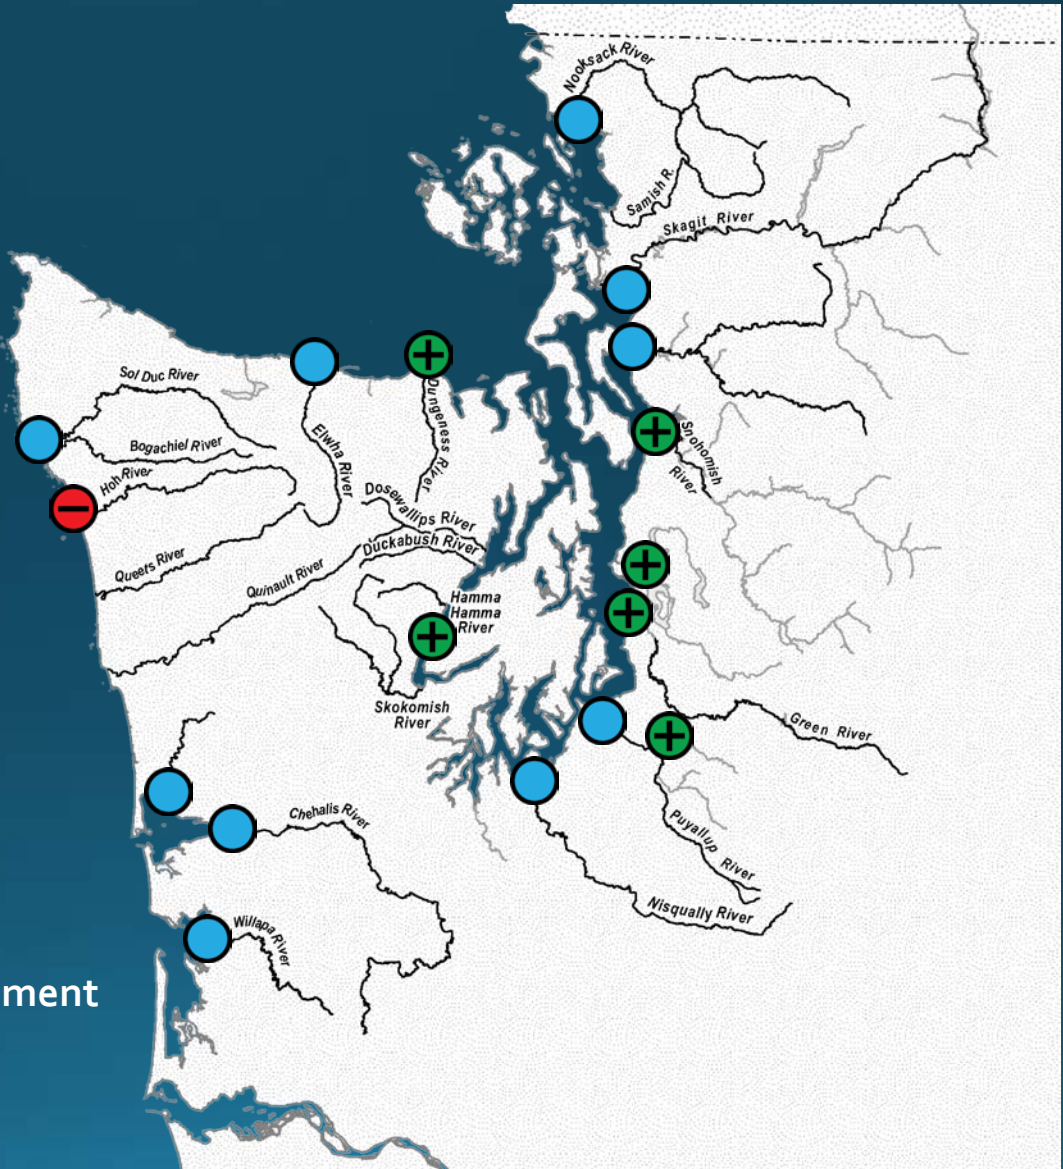 Nooksack River
Samish R.
Skagit River
Sol Duc River
Bogachiel River
Hoh River
Elwha River
Dungeness River
Snohomish
River
Dosewallips River
Duckabush River
Queets River
Quinault River
Hamma
Hamma
River
Skokomish
River
Green River
Chehalis River
Puyallup River
Nisqually River
Willapa River
ment